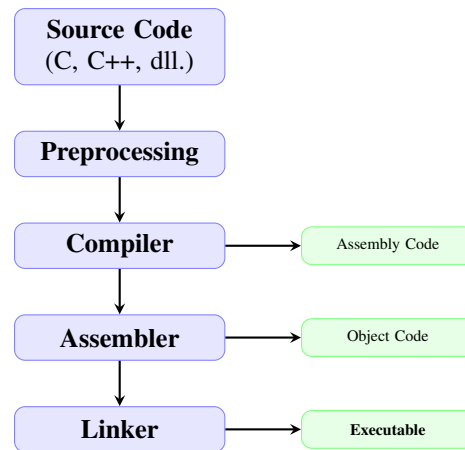 Source Code
(C, C++, dll.)
Preprocessing
Compiler
Assembly Code
Assembler
Object Code
Linker
Executable